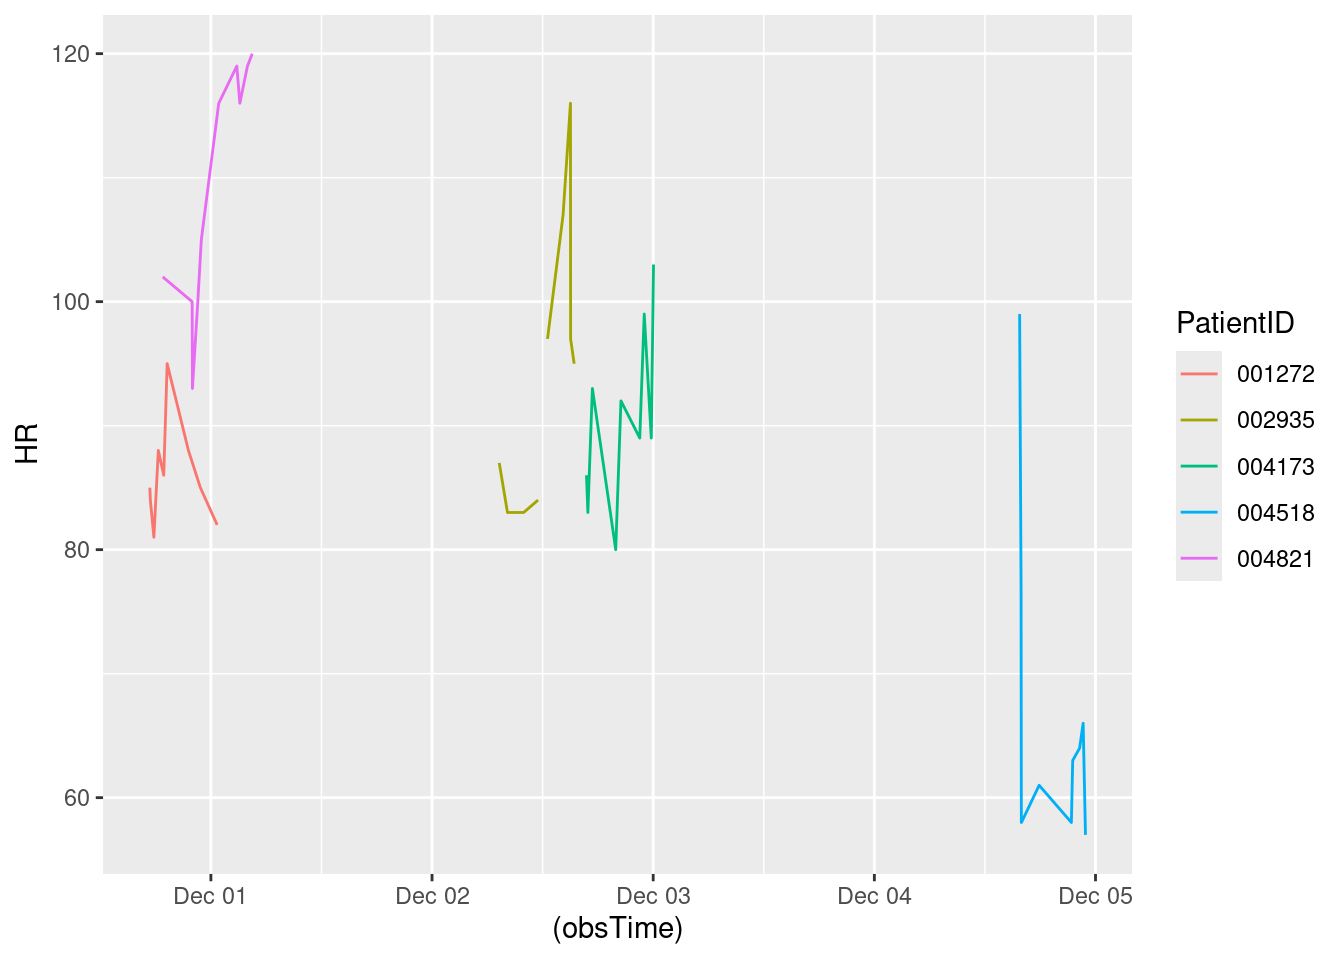 120
100
80
60
HR
Dec 01
Dec 02
Dec 03
Dec 04
Dec 05
(obsTime)
PatientID
001272
002935
004173
004518
004821